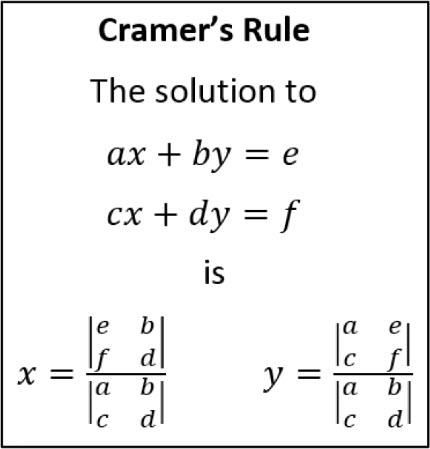 Cramer's Rule
The solution to
ax + by = e
cx + dy = f
is
x = |e b| / |a b| y = |a e| / |a b|
|f d| |c d| |c f| |c d|